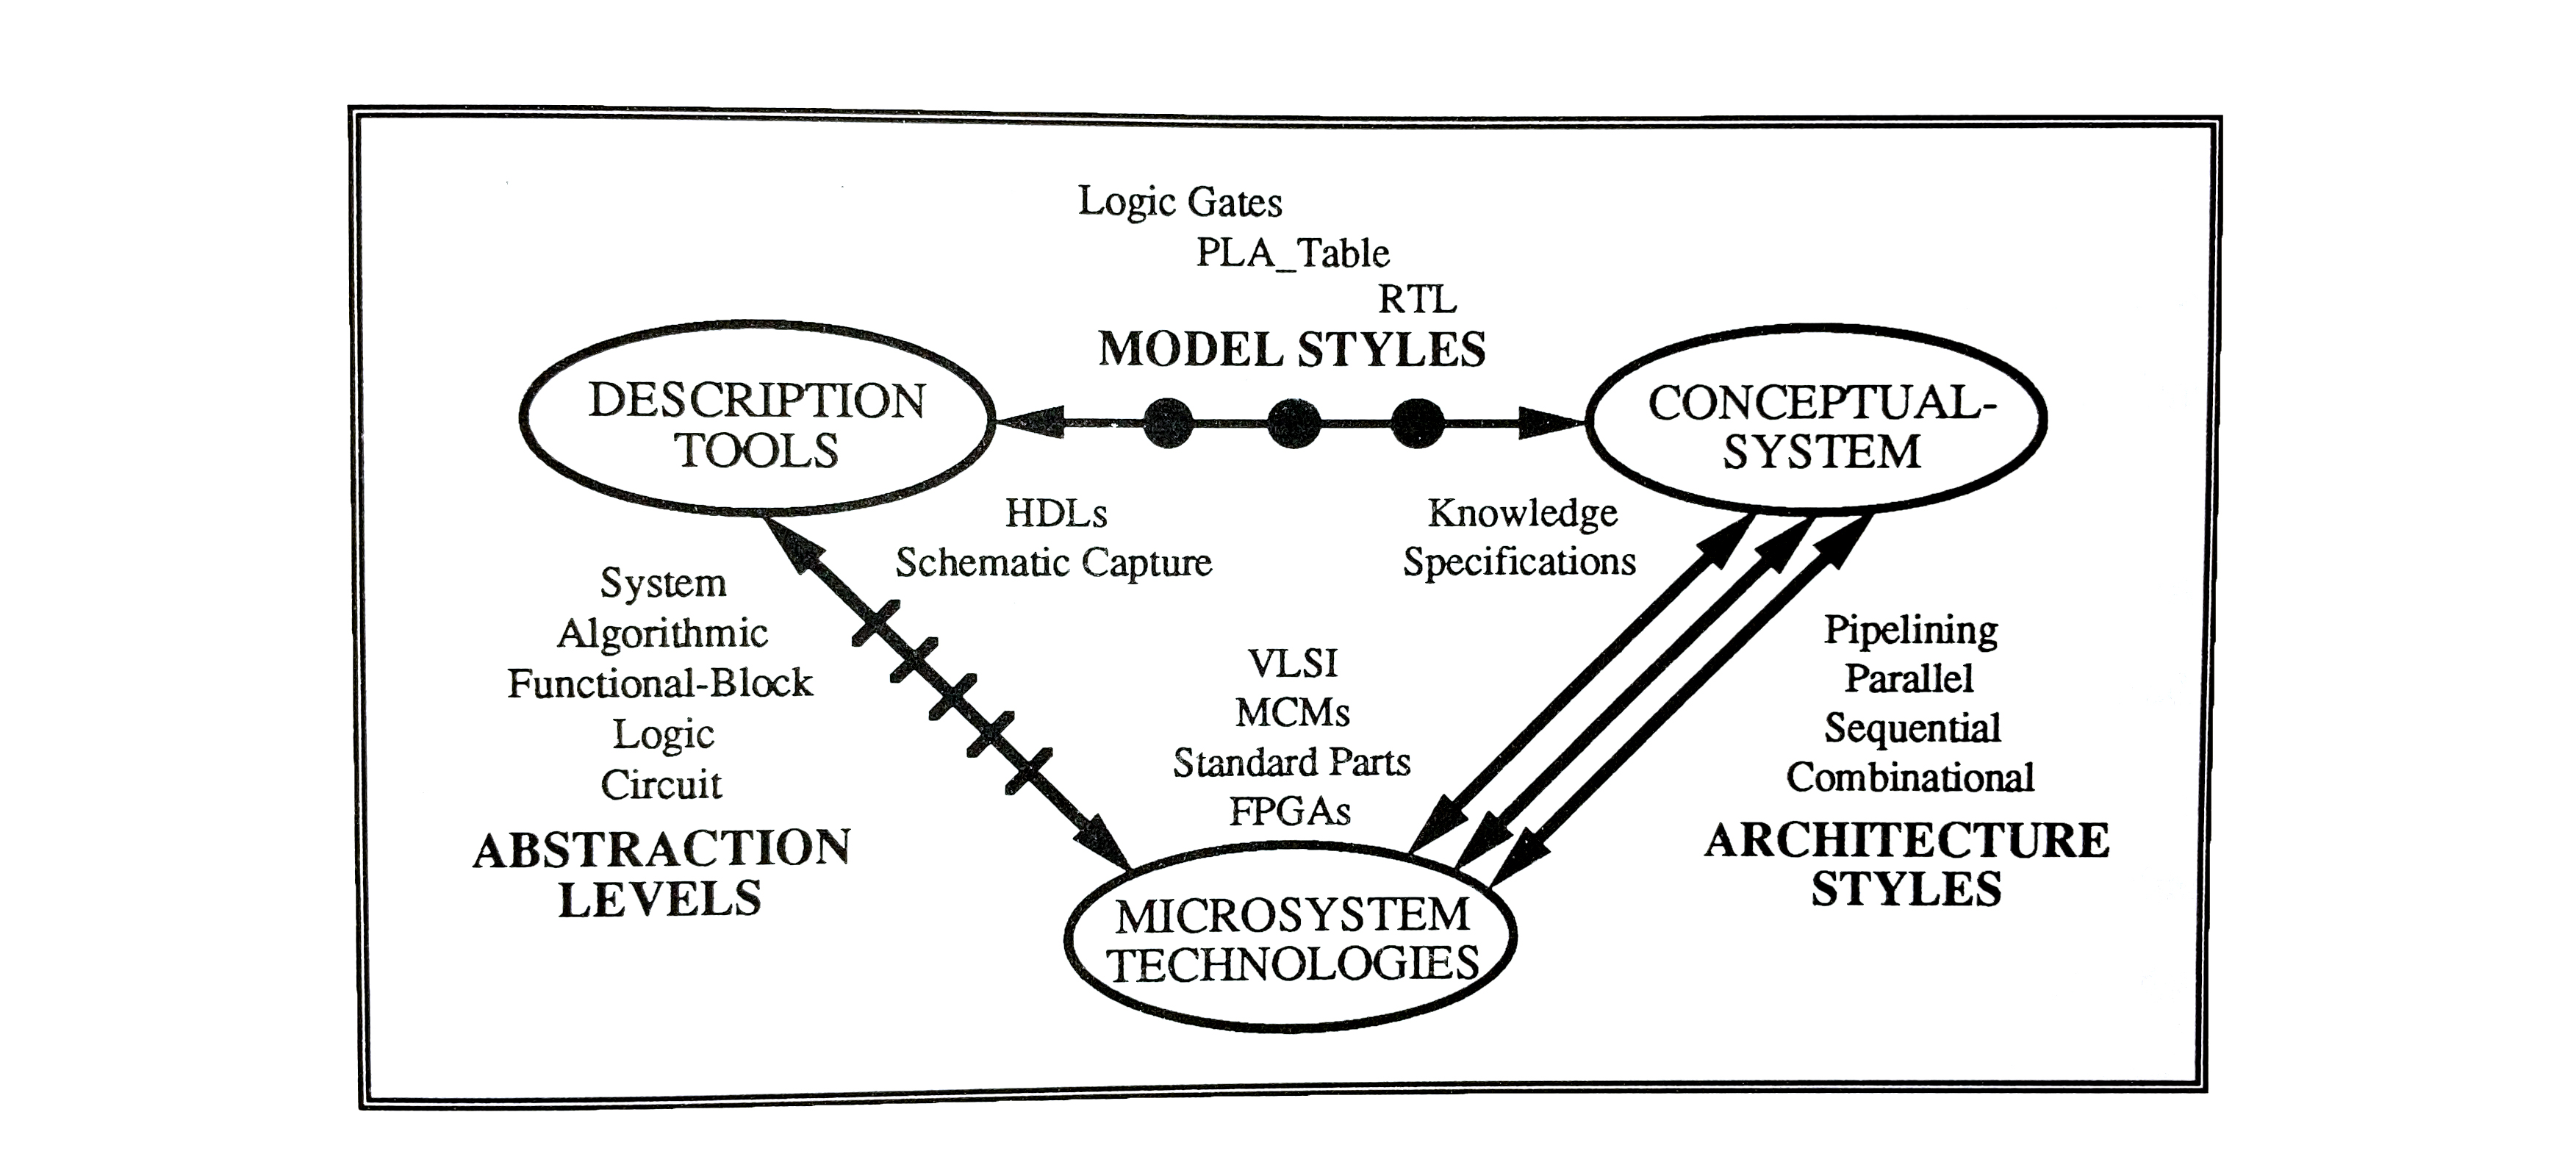 Logic Gates
PLA_Table
RTL
MODEL STYLES
DESCRIPTION
TOOLS
CONCEPTUAL-
SYSTEM
HDLs
Schematic Capture
Knowledge
Specifications
System
Algorithmic
Functional-Block
Logic
Circuit
ABSTRACTION
LEVELS
VLSI
MCMs
Standard Parts
FPGAs
Pipelining
Parallel
Sequential
Combinational
ARCHITECTURE
STYLES
MICROSYSTEM
TECHNOLOGIES